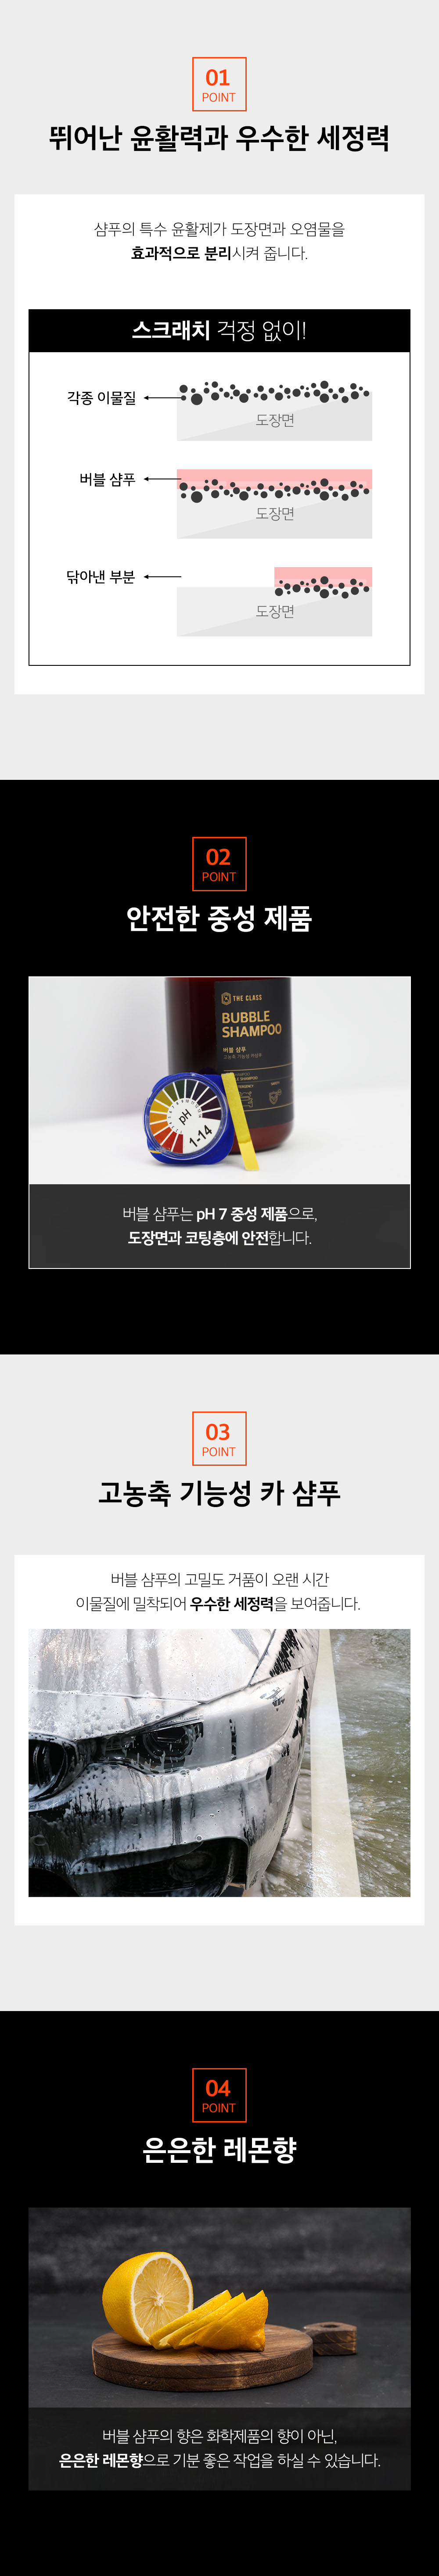 01
POINT
뛰어난 윤활력과 우수한 세정력
샴푸의 특수 윤활제가 도장면과 오염물을
효과적으로 분리시켜 줍니다.
스크래치 걱정 없이!
각종 이물질
도장면
버블 샴푸
도장면
닦아낸 부분
도장면
02
POINT
안전한 중성 제품
THE CLASS
BUBBLE
SHAMPOO
버블 샴푸
고농축 기능성 카샴푸
pH
1-14
버블 샴푸는 pH 7 중성 제품으로,
도장면과 코팅층에 안전합니다.
03
POINT
고농축 기능성 카 샴푸
버블 샴푸의 고밀도 거품이 오랜 시간
이물질에 밀착되어 우수한 세정력을 보여줍니다.
04
POINT
은은한 레몬향
버블 샴푸의 향은 화학제품의 향이 아닌,
은은한 레몬향으로 기분 좋은 작업을 하실 수 있습니다.